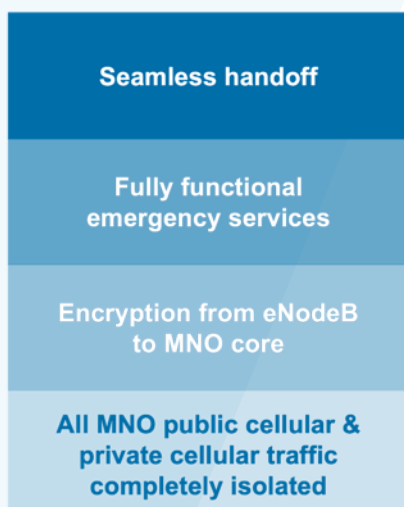 Seamless handoff
Fully functional
emergency services
Encryption from eNodeB
to MNO core
All MNO public cellular &
private cellular traffic
completely isolated